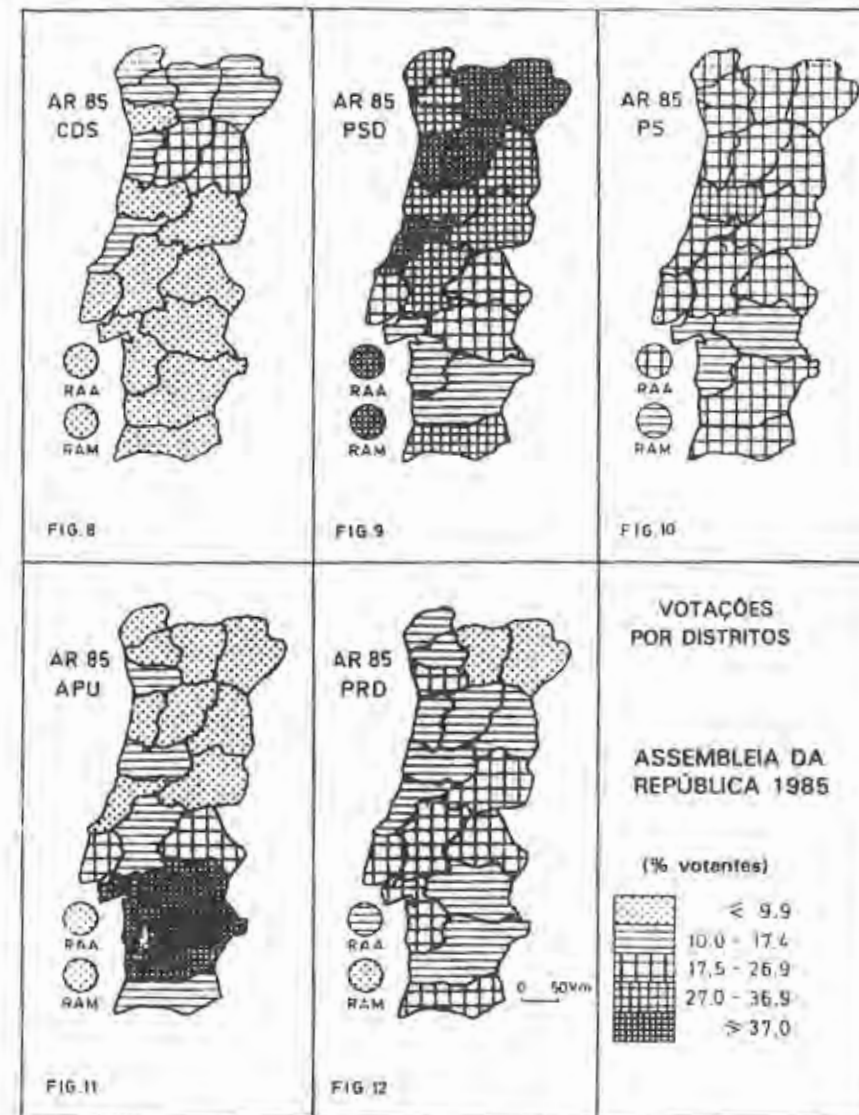 AR 85
CDS
RAA
RAM
FIG.8
AR 85
PSD
RAA
RAM
FIG.9
AR 85
PS
RAA
RAM
FIG.10
AR 85
APU
RAA
RAM
FIG.11
AR 85
PRD
RAA
RAM
0 50Km
FIG.12
VOTAÇÕES
POR DISTRITOS
ASSEMBLEIA DA
REPÚBLICA 1985
(% votantes)
⩽ 9.9
10.0 - 17.4
17.5 - 26.9
27.0 - 36.9
⩾ 37.0